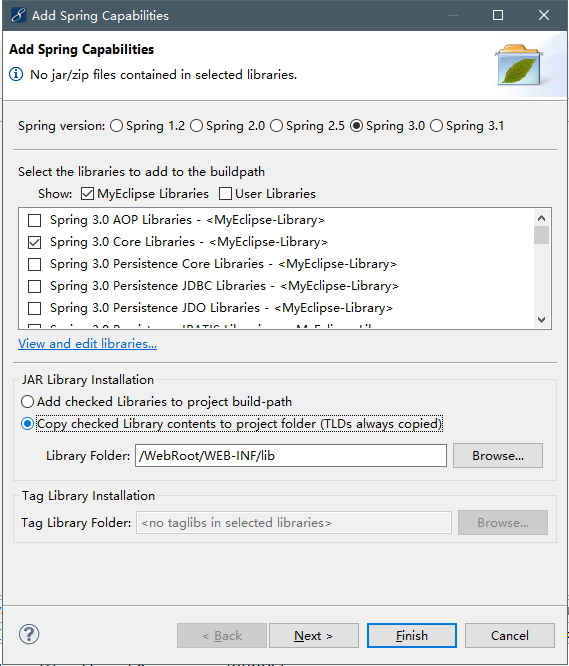 Add Spring Capabilities
Add Spring Capabilities
No jar/zip files contained in selected libraries.
Spring version: Spring 1.2 Spring 2.0 Spring 2.5 Spring 3.0 Spring 3.1
Select the libraries to add to the buildpath
Show: MyEclipse Libraries User Libraries
Spring 3.0 AOP Libraries - <MyEclipse-Library>
Spring 3.0 Core Libraries - <MyEclipse-Library>
Spring 3.0 Persistence Core Libraries - <MyEclipse-Library>
Spring 3.0 Persistence JDBC Libraries - <MyEclipse-Library>
Spring 3.0 Persistence JDO Libraries - <MyEclipse-Library>
View and edit libraries...
JAR Library Installation
Add checked Libraries to project build-path
Copy checked Library contents to project folder (TLDs always copied)
Library Folder: /WebRoot/WEB-INF/lib Browse...
Tag Library Installation
Tag Library Folder: <no taglibs in selected libraries> Browse...
? < Back Next > Finish Cancel